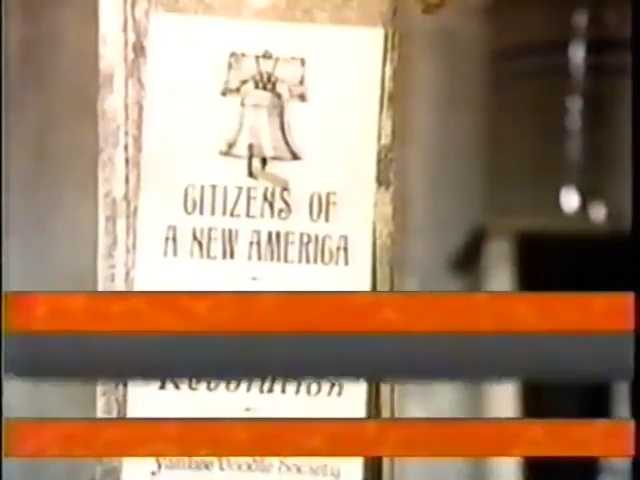 CITIZENS OF
A NEW AMERICA
Revolution
Yankee Doodle Society